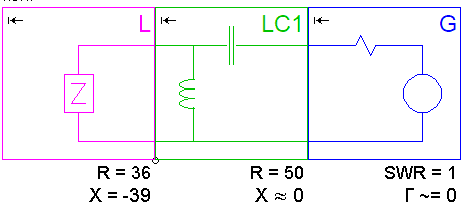 L
LC1
G
Z
R = 36
R = 50
SWR = 1
X = -39
X ≈ 0
Γ ~= 0